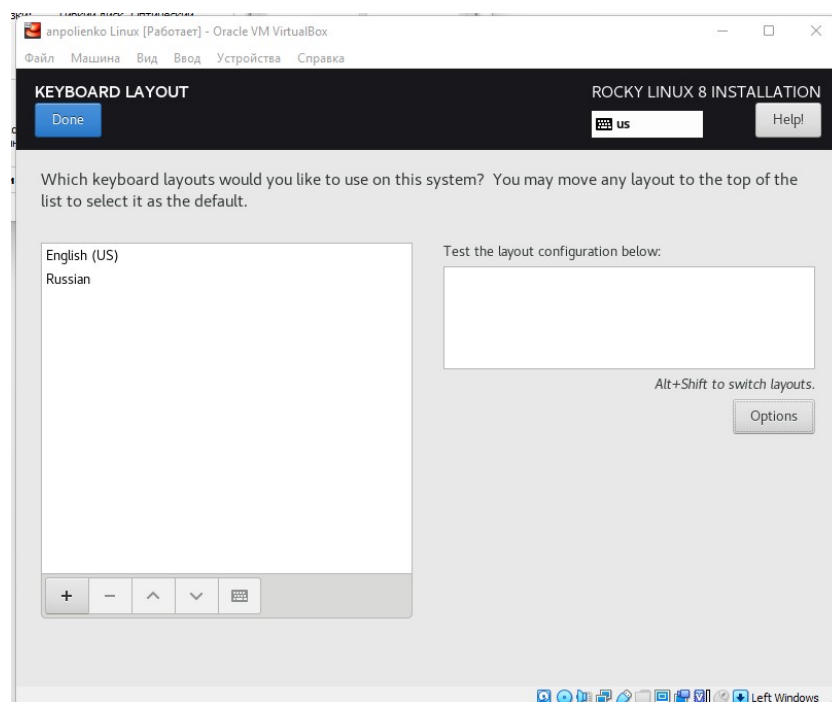 anpolienko Linux [Работает] - Oracle VM VirtualBox
Файл Машина Вид Ввод Устройства Справка
KEYBOARD LAYOUT
ROCKY LINUX 8 INSTALLATION
Done
us
Help!
Which keyboard layouts would you like to use on this system? You may move any layout to the top of the
list to select it as the default.
English (US)
Russian
Test the layout configuration below:
Alt+Shift to switch layouts.
Options
Left Windows